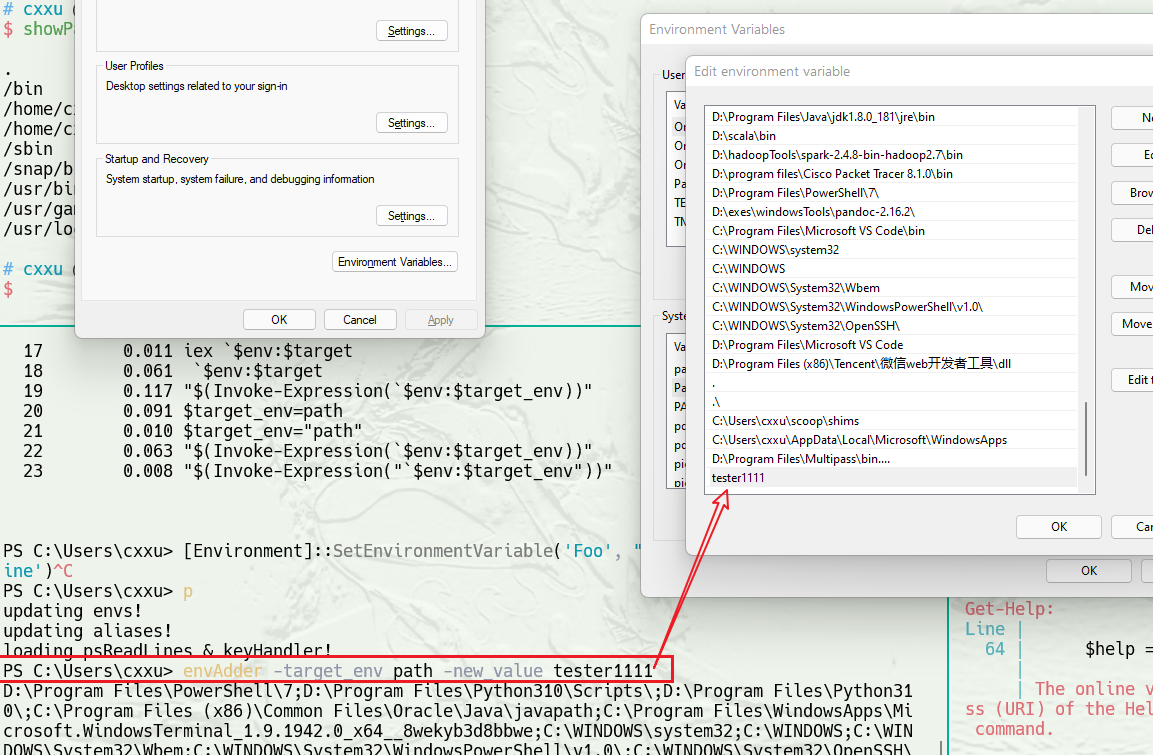 # cxxu
$ showP
.
/bin
/home/c
/home/c
/sbin
/snap/b
/usr/bi
/usr/ga
/usr/lo
# cxxu
$
Settings...
User Profiles
Desktop settings related to your sign-in
Settings...
Startup and Recovery
System startup, system failure, and debugging information
Settings...
Environment Variables...
OK
Cancel
Apply
Environment Variables
User
Va
Or
Or
Or
Pa
TE
Syste
Va
pa
Pa
PA
pc
pc
pi
Edit environment variable
D:\Program Files\Java\jdk1.8.0_181\jre\bin
D:\scala\bin
D:\hadoopTools\spark-2.4.8-bin-hadoop2.7\bin
D:\program files\Cisco Packet Tracer 8.1.0\bin
D:\Program Files\PowerShell\7\
D:\exes\windowsTools\pandoc-2.16.2\
C:\Program Files\Microsoft VS Code\bin
C:\WINDOWS\system32
C:\WINDOWS
C:\WINDOWS\System32\Wbem
C:\WINDOWS\System32\WindowsPowerShell\v1.0\
C:\WINDOWS\System32\OpenSSH\
D:\Program Files\Microsoft VS Code
D:\Program Files (x86)\Tencent\微信web开发者工具\dll
.
.\
C:\Users\cxxu\scoop\shims
C:\Users\cxxu\AppData\Local\Microsoft\WindowsApps
D:\Program Files\Multipass\bin....
tester1111
Ne
Ed
Brow
Del
Mov
Move
Edit t
OK
Can
OK
17 0.011 iex `$env:$target
18 0.061 `$env:$target
19 0.117 "$(Invoke-Expression(`$env:$target_env))"
20 0.091 $target_env=path
21 0.010 $target_env="path"
22 0.063 "$(Invoke-Expression(`$env:$target_env))"
23 0.008 "$(Invoke-Expression("`$env:$target_env"))"
PS C:\Users\cxxu> [Environment]::SetEnvironmentVariable('Foo', "
ine')^C
PS C:\Users\cxxu> p
updating envs!
updating aliases!
loading psReadLines & keyHandler!
PS C:\Users\cxxu> envAdder -target_env path -new_value tester1111
D:\Program Files\PowerShell\7;D:\Program Files\Python310\Scripts\;D:\Program Files\Python31
0\;C:\Program Files (x86)\Common Files\Oracle\Java\javapath;C:\Program Files\WindowsApps\Mi
crosoft.WindowsTerminal_1.9.1942.0_x64__8wekyb3d8bbwe;C:\WINDOWS\system32;C:\WINDOWS;C:\WIN
DOWS\System32\Wbem;C:\WINDOWS\System32\WindowsPowerShell\v1.0\;C:\WINDOWS\System32\OpenSSH\
Get-Help:
Line |
64 | $help =
|
| The online v
ss (URI) of the Hel
command.